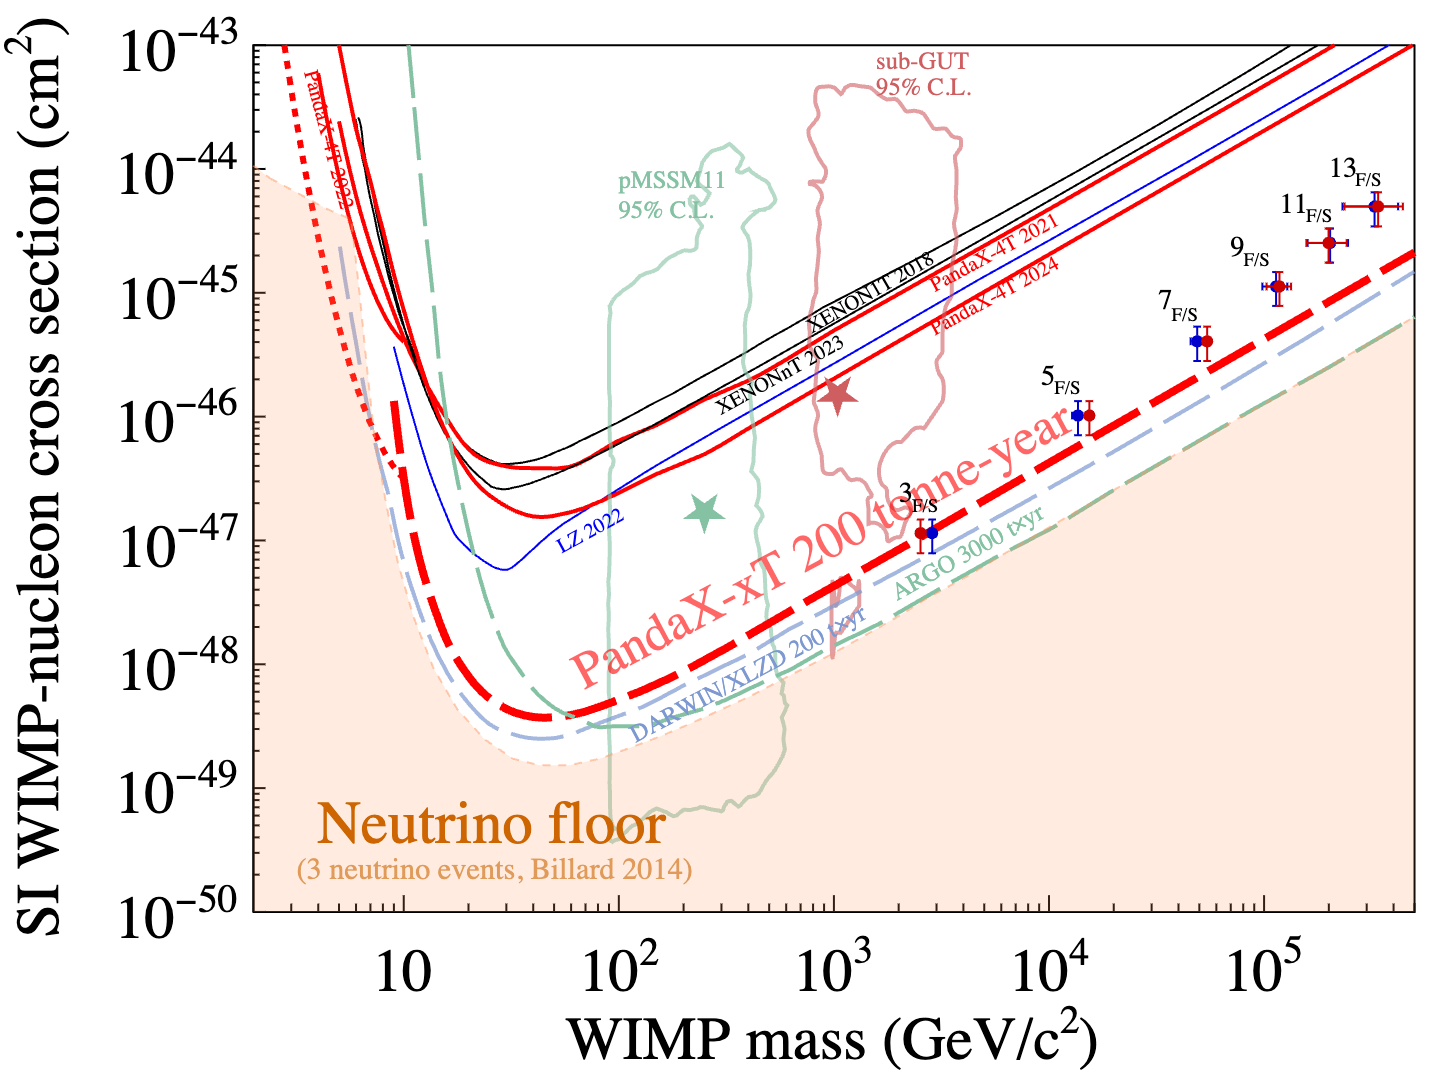 SI WIMP-nucleon cross section (cm²)
10⁻⁴³
10⁻⁴⁴
10⁻⁴⁵
10⁻⁴⁶
10⁻⁴⁷
10⁻⁴⁸
10⁻⁴⁹
10⁻⁵⁰
sub-GUT
95% C.L.
PandaX-4T 2022
pMSSM11
95% C.L.
13F/S
11F/S
9F/S
7F/S
5F/S
3F/S
XENON1T 2018
PandaX-4T 2021
PandaX-4T 2024
XENONnT 2023
LZ 2022
PandaX-xT 200 tonne-year
ARGO 3000 t×yr
DARWIN/XLZD 200 t×yr
Neutrino floor
(3 neutrino events, Billard 2014)
10
10²
10³
10⁴
10⁵
WIMP mass (GeV/c²)